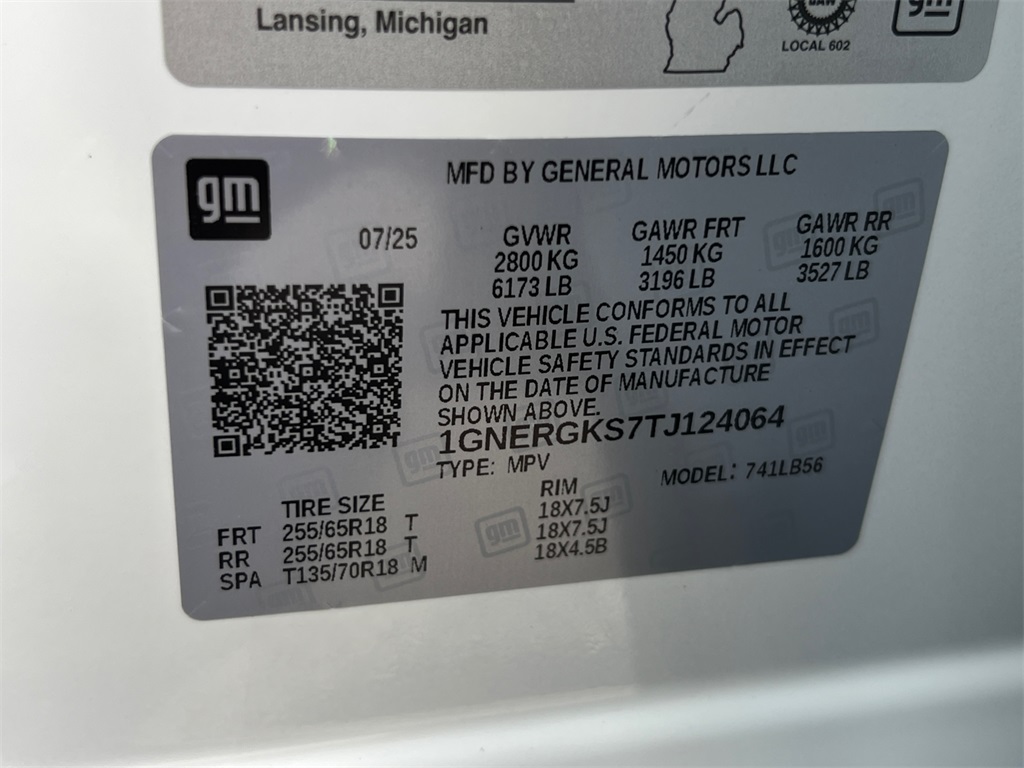 Lansing, Michigan
UAW
LOCAL 602
gm
gm
MFD BY GENERAL MOTORS LLC
07/25
GVWR GAWR FRT GAWR RR
2800 KG 1450 KG 1600 KG
6173 LB 3196 LB 3527 LB
THIS VEHICLE CONFORMS TO ALL
APPLICABLE U.S. FEDERAL MOTOR
VEHICLE SAFETY STANDARDS IN EFFECT
ON THE DATE OF MANUFACTURE
SHOWN ABOVE.
1GNERGKS7TJ124064
TYPE: MPV MODEL: 741LB56
TIRE SIZE RIM
FRT 255/65R18 T 18X7.5J
RR 255/65R18 T 18X7.5J
SPA T135/70R18 M 18X4.5B